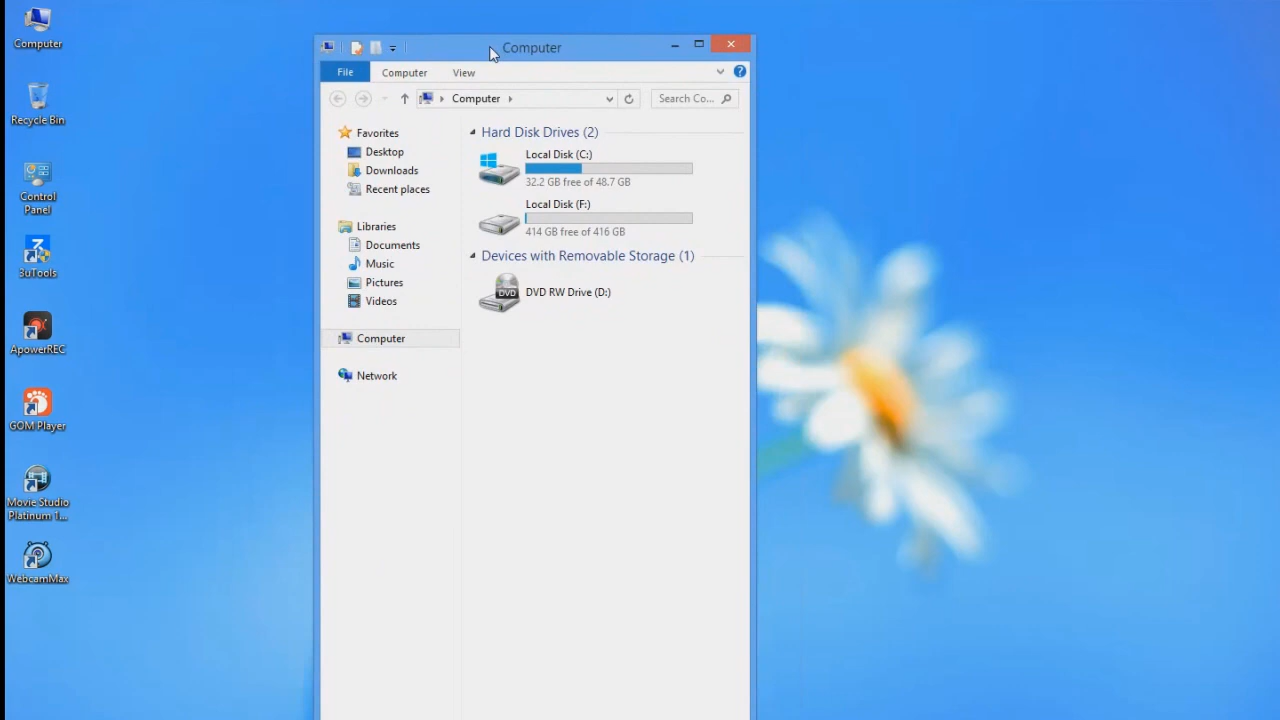 Computer
Recycle Bin
Control
Panel
3uTools
ApowerREC
GOM Player
Movie Studio
Platinum 1...
WebcamMax
Computer
File
Computer
View
Computer
Search Co...
Favorites
Desktop
Downloads
Recent places
Libraries
Documents
Music
Pictures
Videos
Computer
Network
Hard Disk Drives (2)
Local Disk (C:)
32.2 GB free of 48.7 GB
Local Disk (F:)
414 GB free of 416 GB
Devices with Removable Storage (1)
DVD
DVD RW Drive (D:)